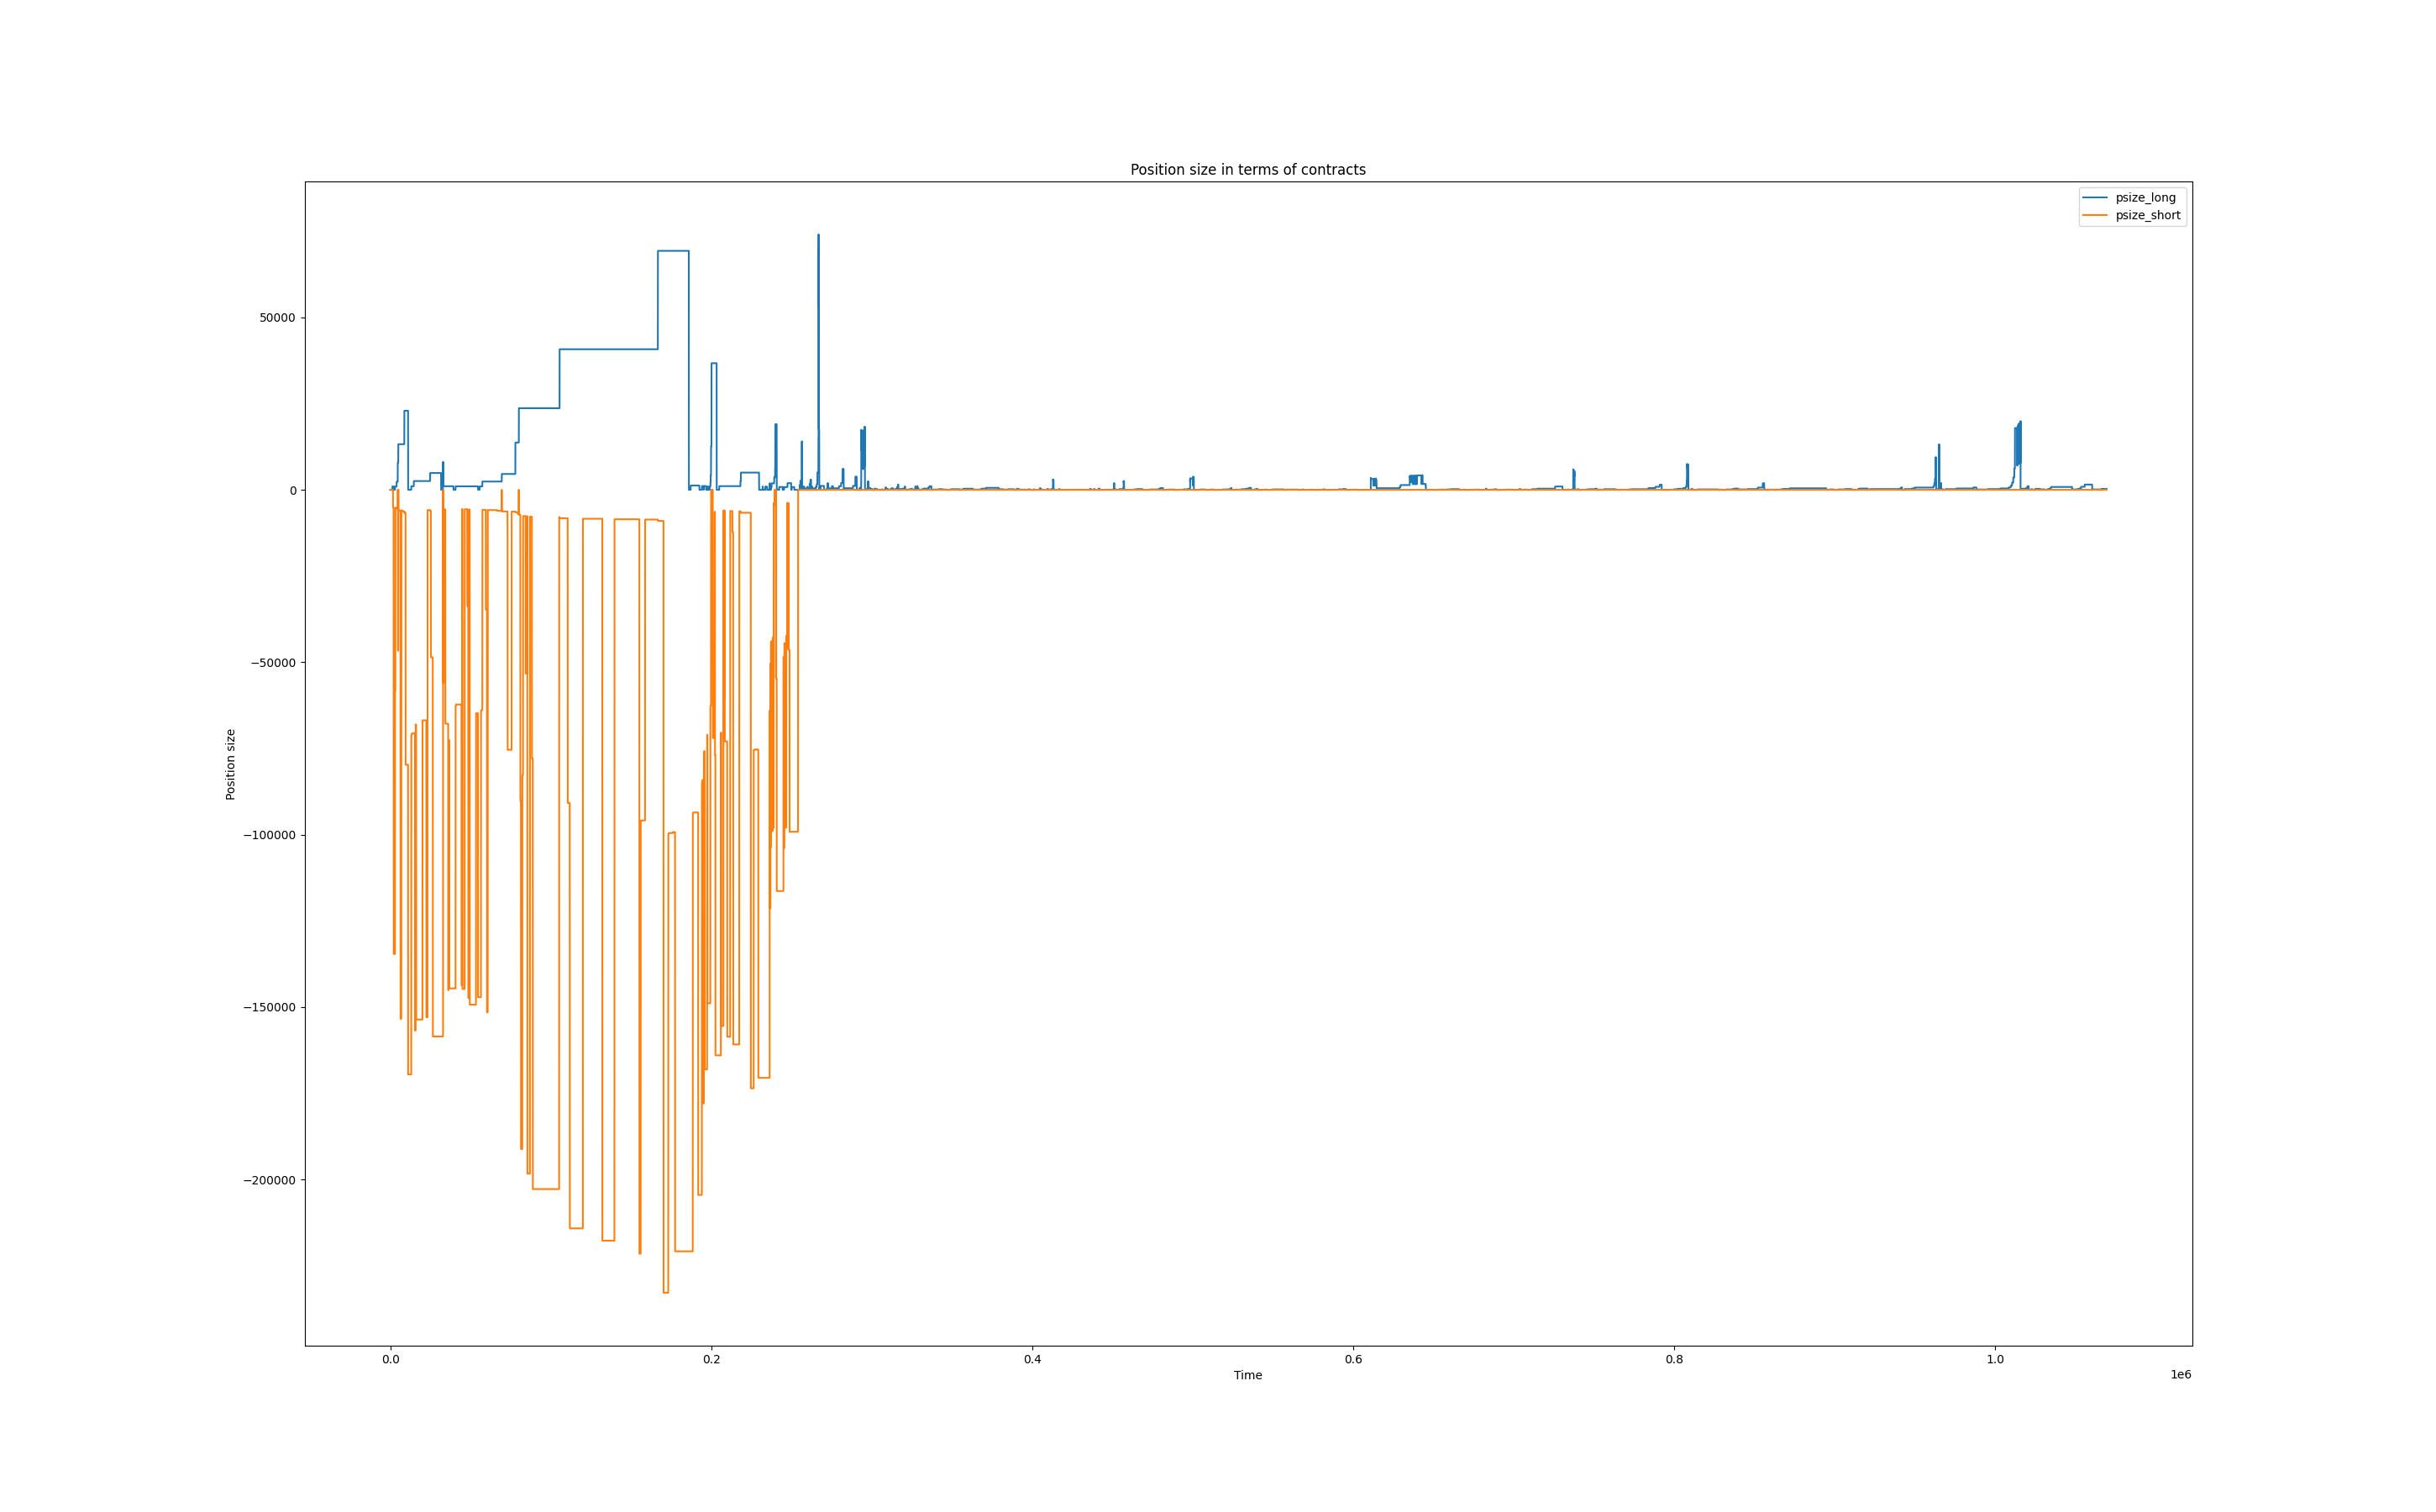 Position size in terms of contracts
psize_long
psize_short
50000
0
−50000
−100000
−150000
−200000
Position size
0.0
0.2
0.4
0.6
0.8
1.0
Time
1e6